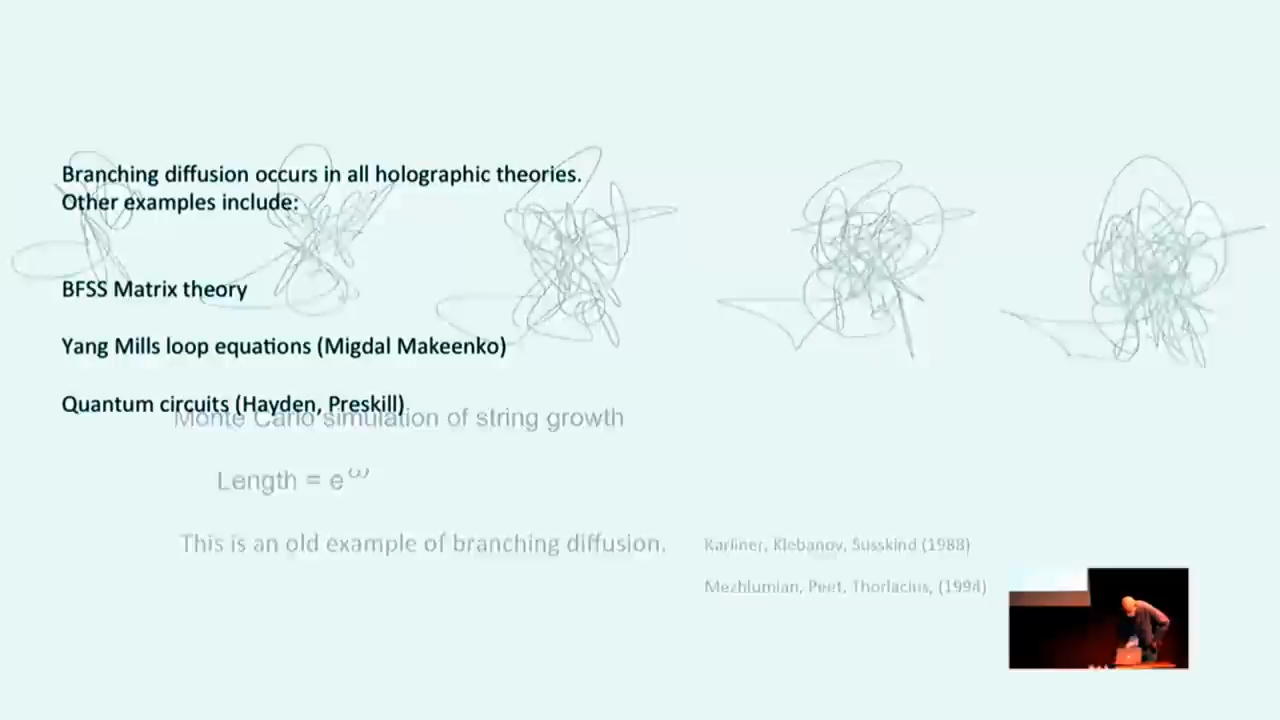 Branching diffusion occurs in all holographic theories.
Other examples include:
BFSS Matrix theory
Yang Mills loop equations (Migdal Makeenko)
Quantum circuits (Hayden, Preskill)
Monte Carlo simulation of string growth
Length = e^ω
This is an old example of branching diffusion.
Karliner, Klebanov, Susskind (1988)
Mezhlumian, Peet, Thorlacius, (1994)